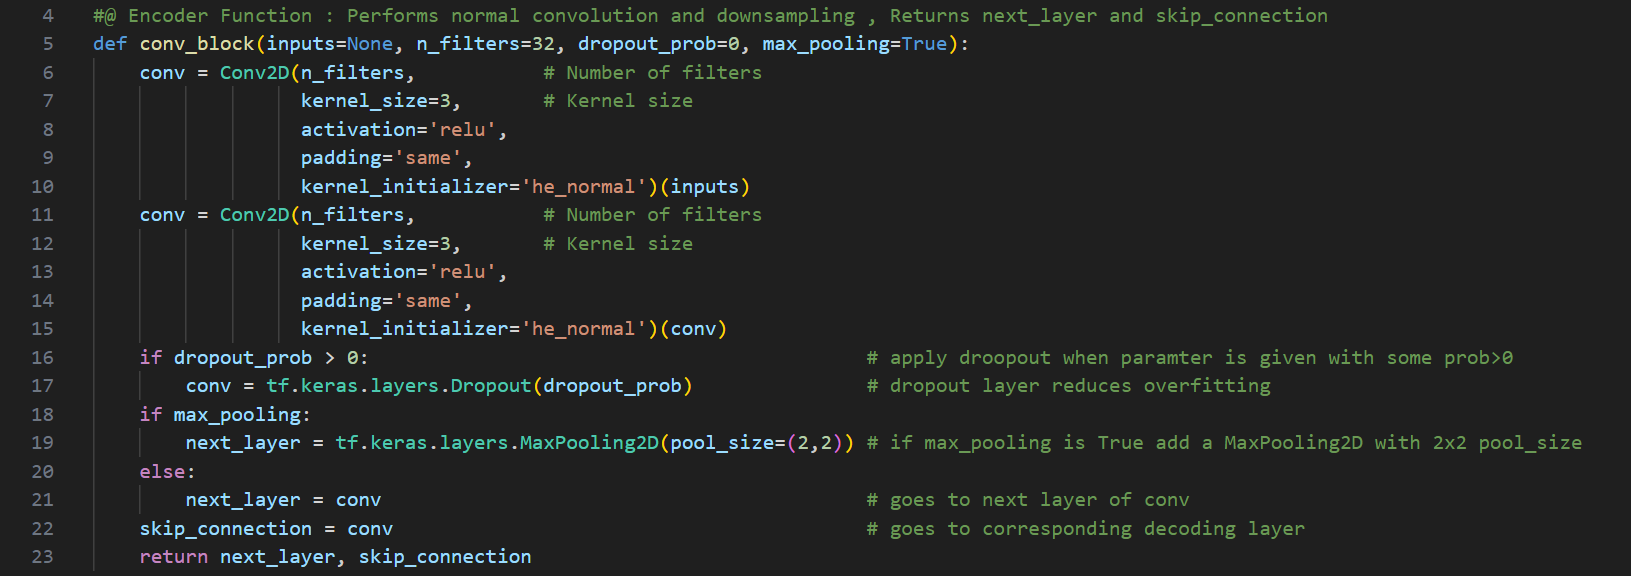 4 #@ Encoder Function : Performs normal convolution and downsampling , Returns next_layer and skip_connection
5 def conv_block(inputs=None, n_filters=32, dropout_prob=0, max_pooling=True):
6     conv = Conv2D(n_filters,           # Number of filters
7                   kernel_size=3,       # Kernel size
8                   activation='relu',
9                   padding='same',
10                   kernel_initializer='he_normal')(inputs)
11     conv = Conv2D(n_filters,           # Number of filters
12                   kernel_size=3,       # Kernel size
13                   activation='relu',
14                   padding='same',
15                   kernel_initializer='he_normal')(conv)
16     if dropout_prob > 0:                                           # apply droopout when paramter is given with some prob>0
17         conv = tf.keras.layers.Dropout(dropout_prob)               # dropout layer reduces overfitting
18     if max_pooling:
19         next_layer = tf.keras.layers.MaxPooling2D(pool_size=(2,2)) # if max_pooling is True add a MaxPooling2D with 2x2 pool_size
20     else:
21         next_layer = conv                                          # goes to next layer of conv
22     skip_connection = conv                                         # goes to corresponding decoding layer
23     return next_layer, skip_connection